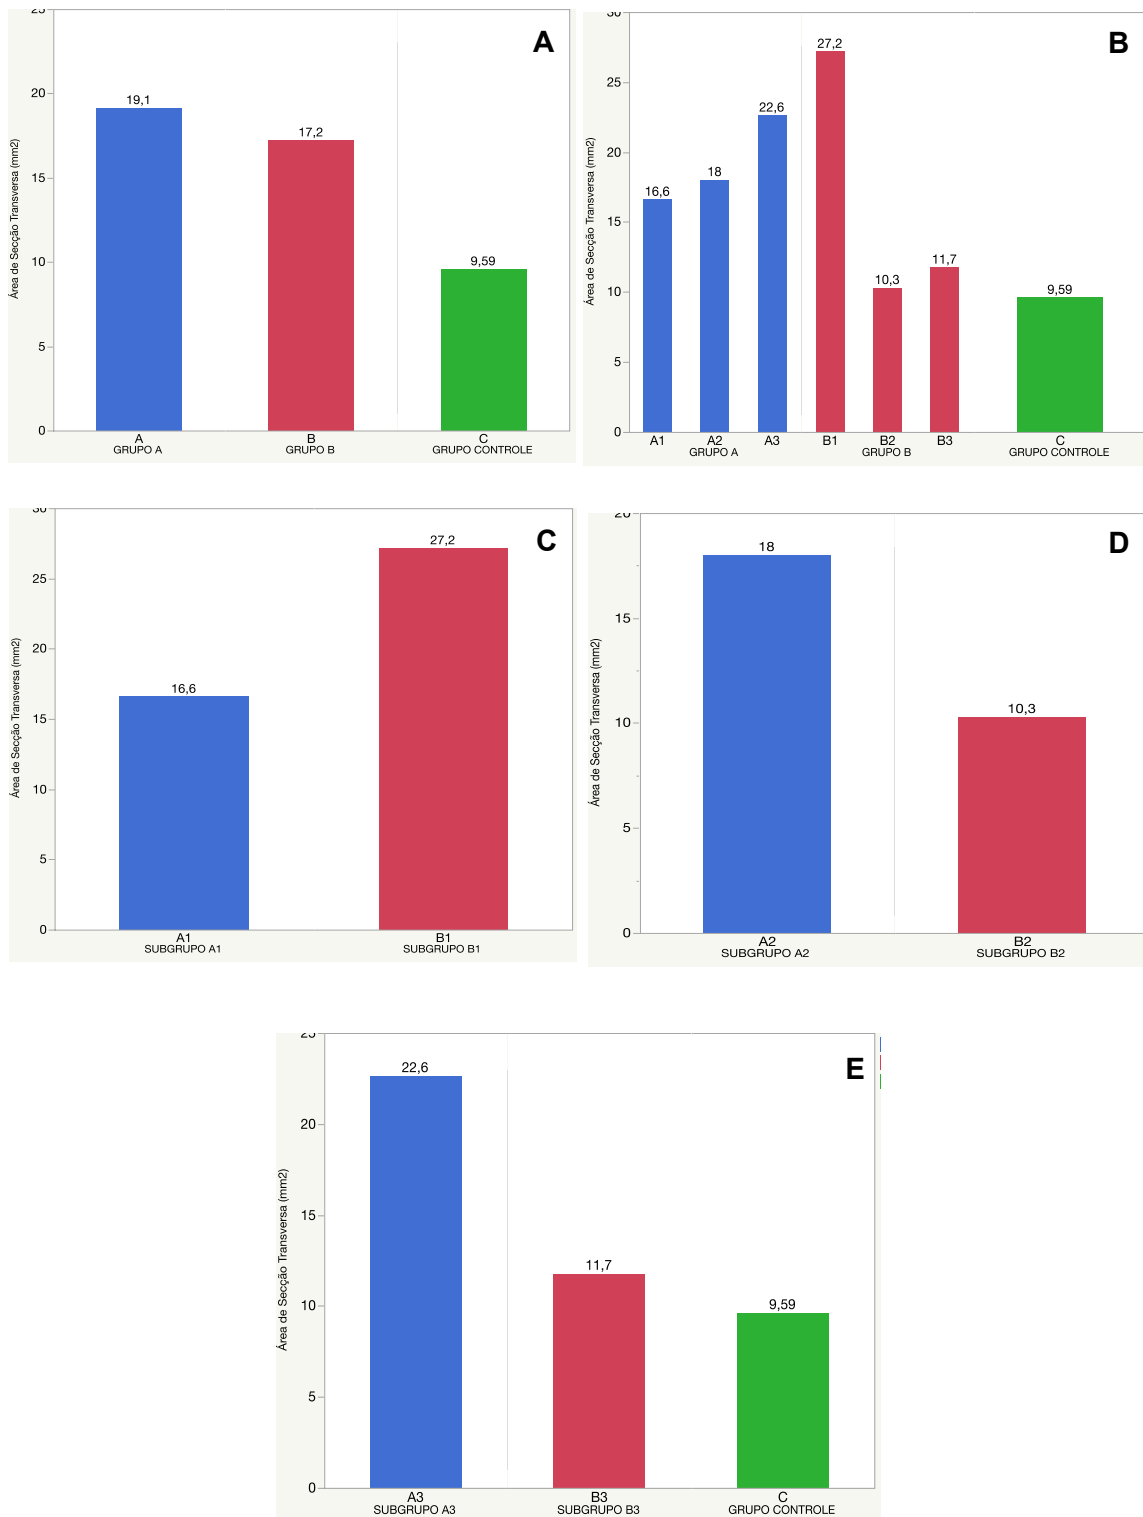 A
25
20
15
10
5
0
Área de Secção Transversa (mm2)
19,1
17,2
9,59
A
B
C
GRUPO A
GRUPO B
GRUPO CONTROLE
B
30
25
20
15
10
5
0
Área de Secção Transversa (mm2)
16,6
18
22,6
27,2
10,3
11,7
9,59
A1
A2
A3
B1
B2
B3
C
GRUPO A
GRUPO B
GRUPO CONTROLE
C
30
25
20
15
10
5
0
Área de Secção Transversa (mm2)
16,6
27,2
A1
B1
SUBGRUPO A1
SUBGRUPO B1
D
20
15
10
5
0
Área de Secção Transversa (mm2)
18
10,3
A2
B2
SUBGRUPO A2
SUBGRUPO B2
E
25
20
15
10
5
0
Área de Secção Transversa (mm2)
22,6
11,7
9,59
A3
B3
C
SUBGRUPO A3
SUBGRUPO B3
GRUPO CONTROLE